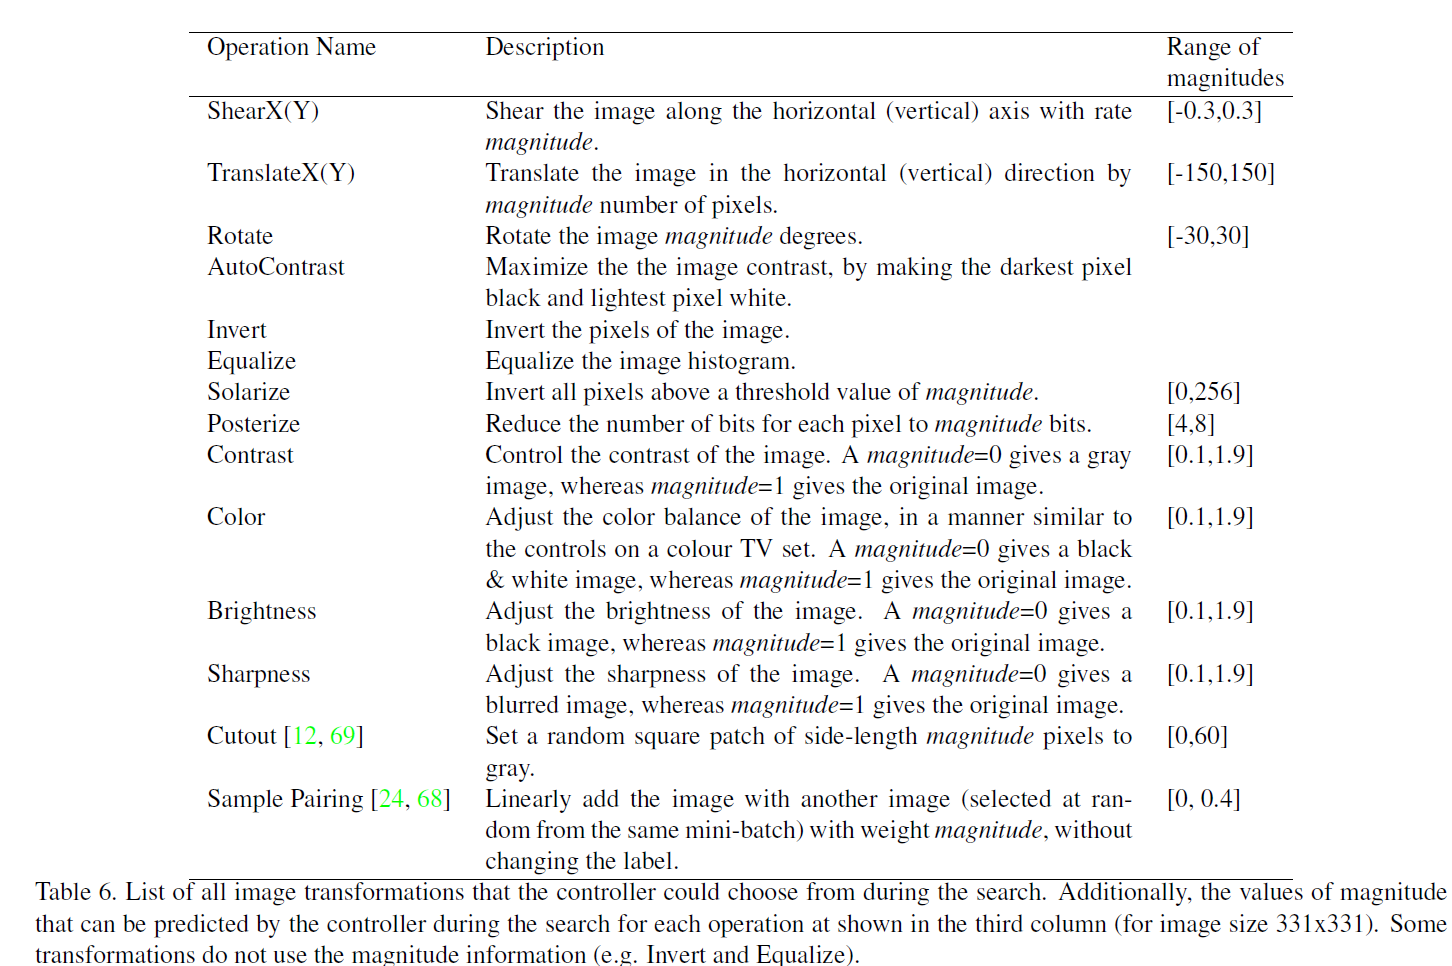 Operation Name Description Range of
magnitudes
ShearX(Y) Shear the image along the horizontal (vertical) axis with rate [-0.3,0.3]
magnitude.
TranslateX(Y) Translate the image in the horizontal (vertical) direction by [-150,150]
magnitude number of pixels.
Rotate Rotate the image magnitude degrees. [-30,30]
AutoContrast Maximize the the image contrast, by making the darkest pixel
black and lightest pixel white.
Invert Invert the pixels of the image.
Equalize Equalize the image histogram.
Solarize Invert all pixels above a threshold value of magnitude. [0,256]
Posterize Reduce the number of bits for each pixel to magnitude bits. [4,8]
Contrast Control the contrast of the image. A magnitude=0 gives a gray [0.1,1.9]
image, whereas magnitude=1 gives the original image.
Color Adjust the color balance of the image, in a manner similar to [0.1,1.9]
the controls on a colour TV set. A magnitude=0 gives a black
& white image, whereas magnitude=1 gives the original image.
Brightness Adjust the brightness of the image. A magnitude=0 gives a [0.1,1.9]
black image, whereas magnitude=1 gives the original image.
Sharpness Adjust the sharpness of the image. A magnitude=0 gives a [0.1,1.9]
blurred image, whereas magnitude=1 gives the original image.
Cutout [12, 69] Set a random square patch of side-length magnitude pixels to [0,60]
gray.
Sample Pairing [24, 68] Linearly add the image with another image (selected at ran- [0, 0.4]
dom from the same mini-batch) with weight magnitude, without
changing the label.
Table 6. List of all image transformations that the controller could choose from during the search. Additionally, the values of magnitude
that can be predicted by the controller during the search for each operation at shown in the third column (for image size 331x331). Some
transformations do not use the magnitude information (e.g. Invert and Equalize).